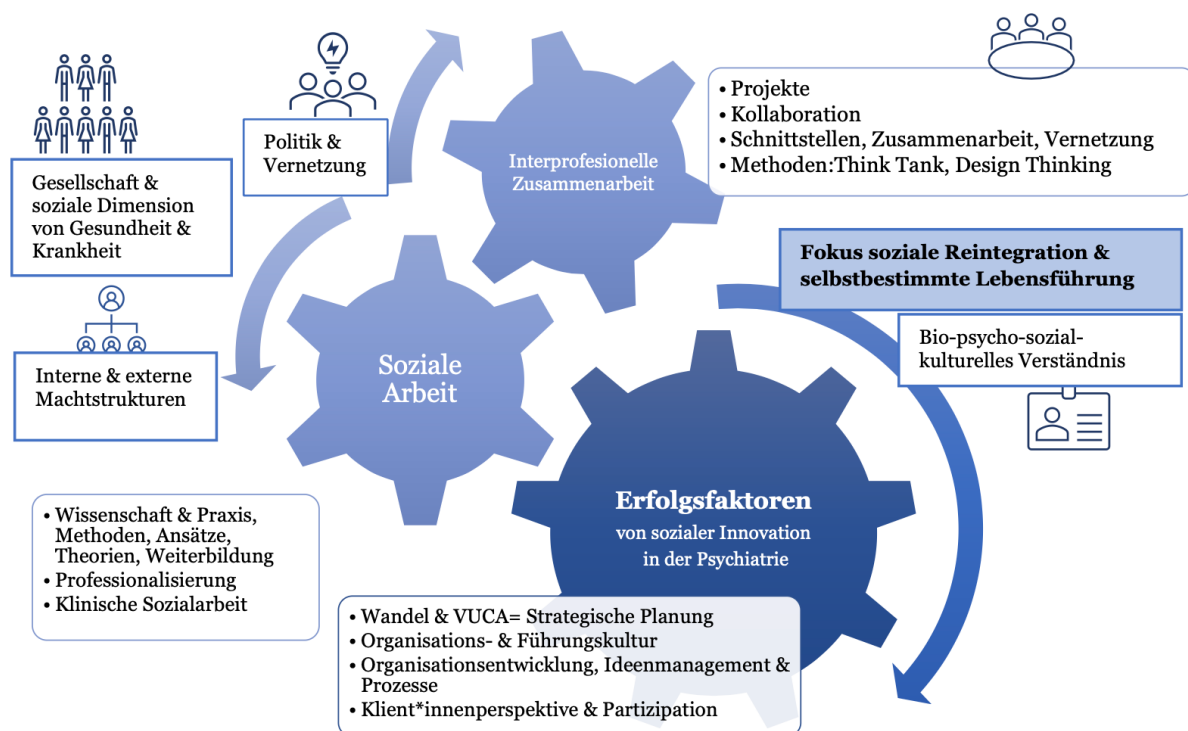 Politik &
Vernetzung
Gesellschaft &
soziale Dimension
von Gesundheit &
Krankheit
Interne & externe
Machtstrukturen
Interprofesionelle
Zusammenarbeit
• Projekte
• Kollaboration
• Schnittstellen, Zusammenarbeit, Vernetzung
• Methoden:Think Tank, Design Thinking
Fokus soziale Reintegration &
selbstbestimmte Lebensführung
Bio-psycho-sozial-
kulturelles Verständnis
Soziale
Arbeit
• Wissenschaft & Praxis,
Methoden, Ansätze,
Theorien, Weiterbildung
• Professionalisierung
• Klinische Sozialarbeit
Erfolgsfaktoren
von sozialer Innovation
in der Psychiatrie
• Wandel & VUCA= Strategische Planung
• Organisations- & Führungskultur
• Organisationsentwicklung, Ideenmanagement &
Prozesse
• Klient*innenperspektive & Partizipation